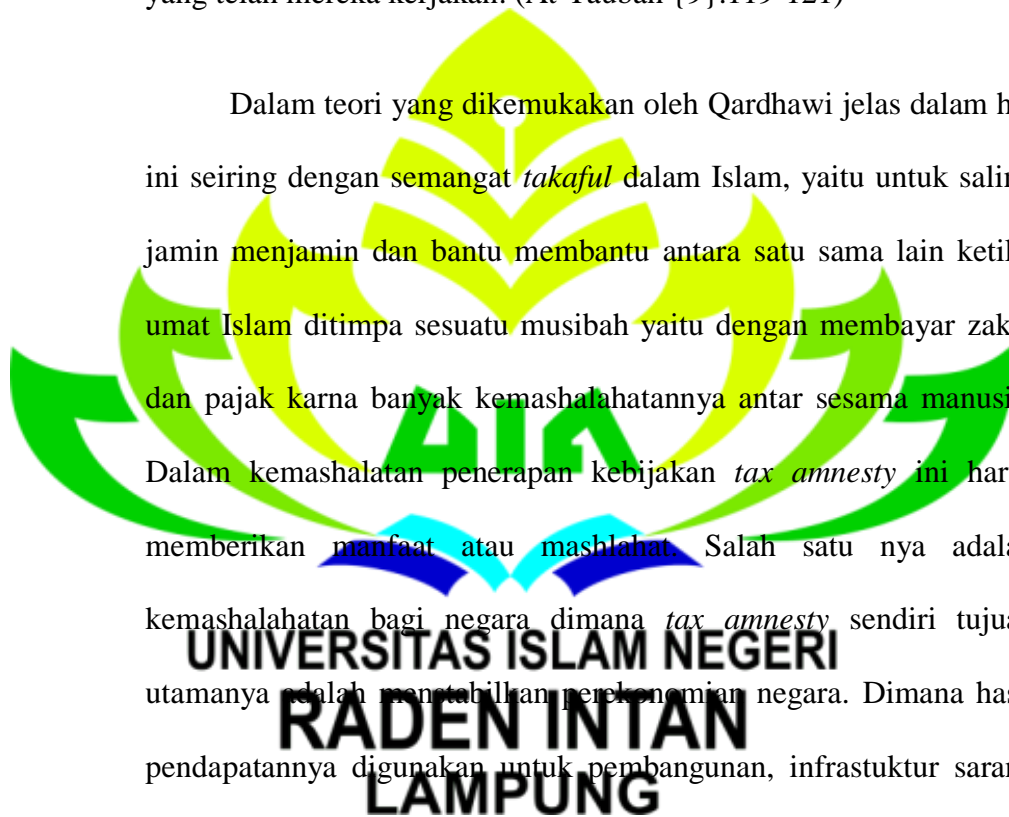 yang telah mereka kerjakan. (At-Taubah {9}:119-121)
Dalam teori yang dikemukakan oleh Qardhawi jelas dalam h
ini seiring dengan semangat takaful dalam Islam, yaitu untuk salin
jamin menjamin dan bantu membantu antara satu sama lain ketik
umat Islam ditimpa sesuatu musibah yaitu dengan membayar zak
dan pajak karna banyak kemashalahatannya antar sesama manusi
Dalam kemashalatan penerapan kebijakan tax amnesty ini har
memberikan manfaat atau mashlahat. Salah satu nya adala
kemashalahatan bagi negara dimana tax amnesty sendiri tujua
UNIVERSITAS ISLAM NEGERI
utamanya adalah menstabilkan perekonomian negara. Dimana has
RADEN INTAN
pendapatannya digunakan untuk pembangunan, infrastuktur saran
LAMPUNG